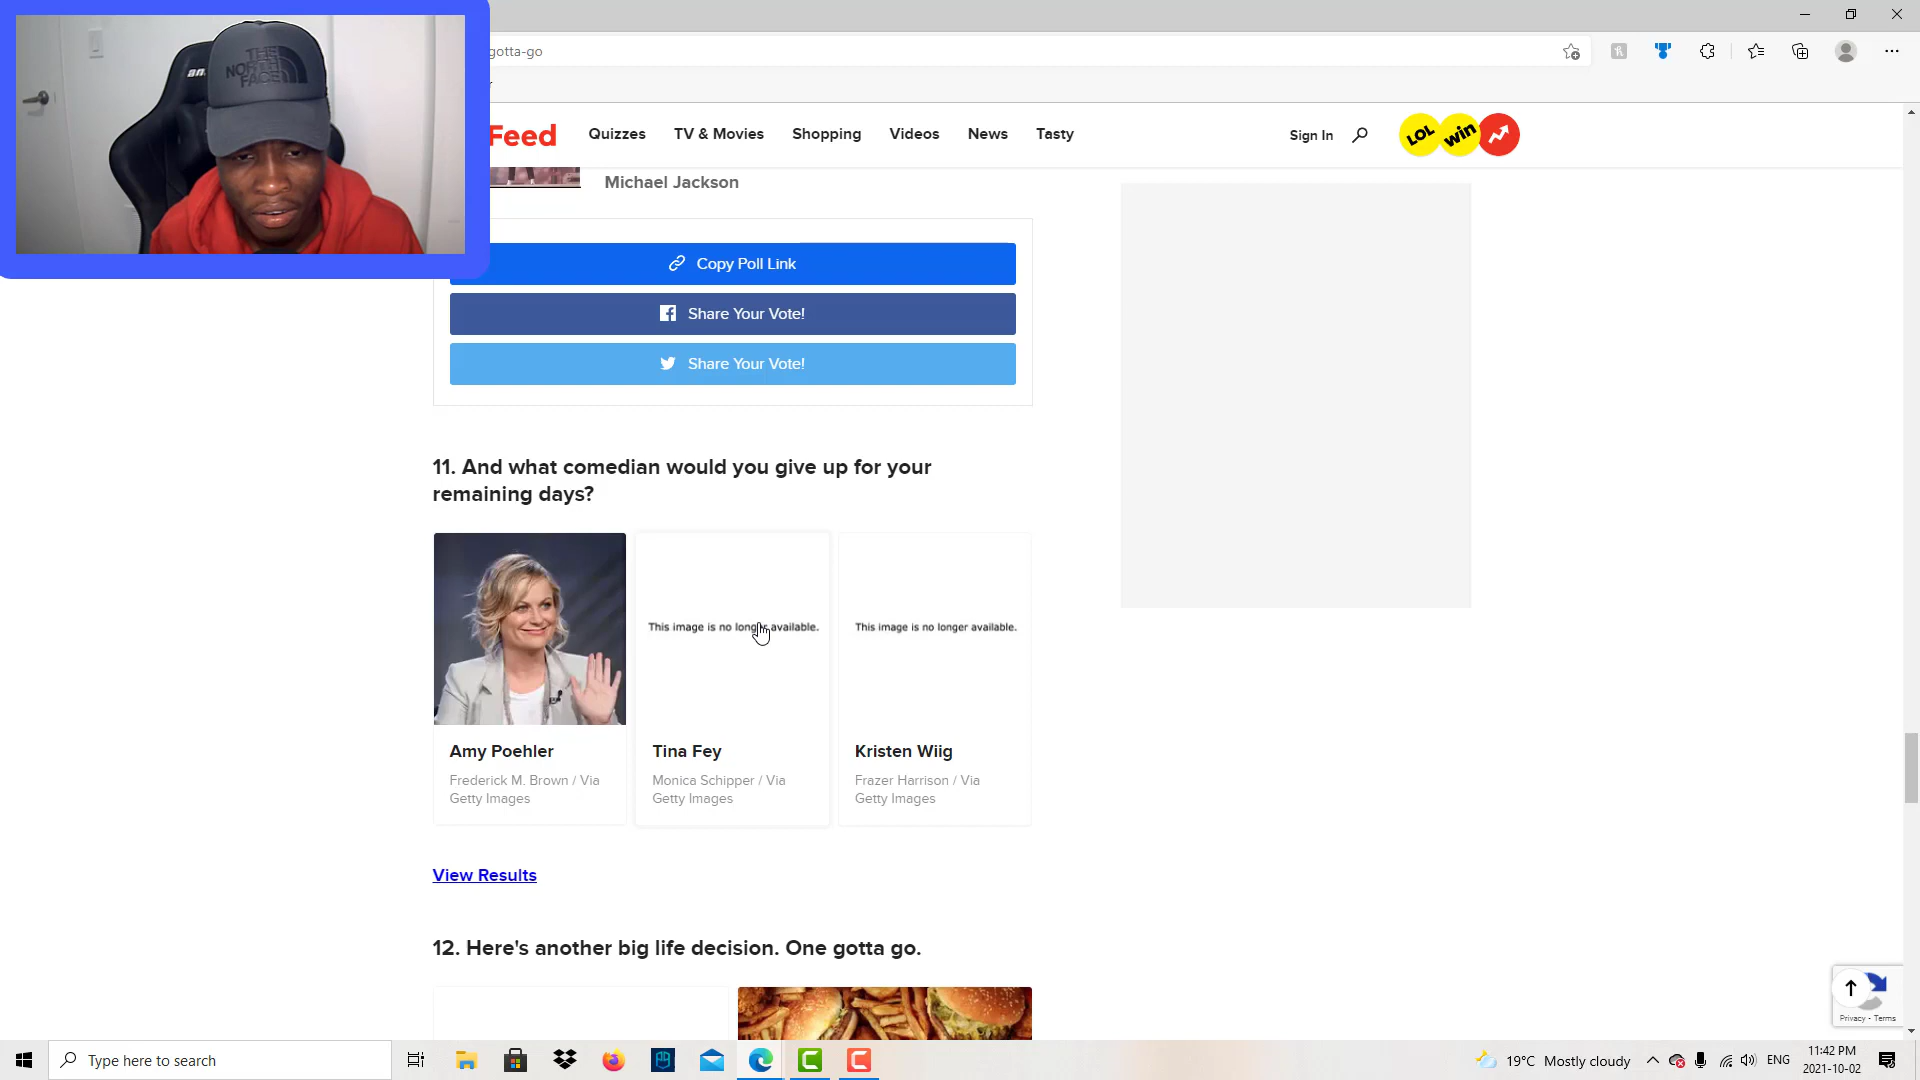 THE
NORTH
FACE
an
gotta-go
Feed
Quizzes
TV & Movies
Shopping
Videos
News
Tasty
Sign In
LOL
win
Michael Jackson
Copy Poll Link
Share Your Vote!
Share Your Vote!
11. And what comedian would you give up for your
remaining days?
This image is no longer available.
This image is no longer available.
Amy Poehler
Tina Fey
Kristen Wiig
Frederick M. Brown / Via
Getty Images
Monica Schipper / Via
Getty Images
Frazer Harrison / Via
Getty Images
View Results
12. Here's another big life decision. One gotta go.
Privacy - Terms
Type here to search
19°C Mostly cloudy
ENG
11:42 PM
2021-10-02